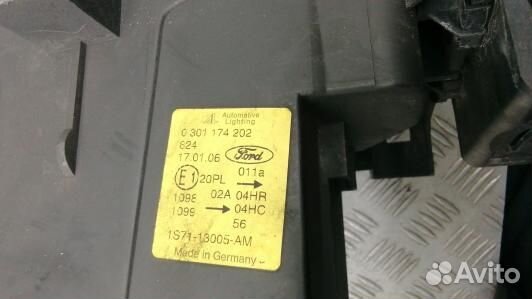 Automotive
Lighting
0 301 174 202
624
17.01.06 Ford
011a
E1 20PL
1098 02A 04HR
1099 04HC
56
1S71-13005-AM
Made in Germany
Avito